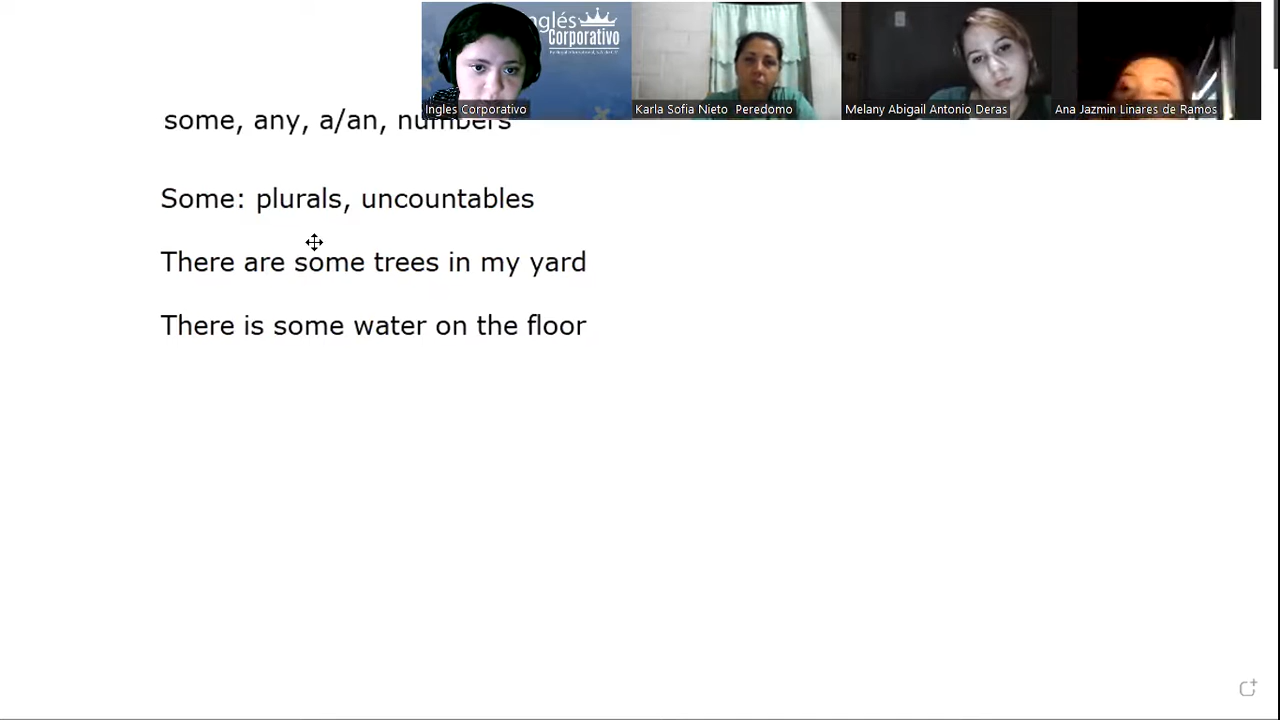 Inglés
Corporativo
Ingles Corporativo
Karla Sofia Nieto Peredomo
Melany Abigail Antonio Deras
Ana Jazmin Linares de Ramos
some, any, a/an, numbers
Some: plurals, uncountables
There are some trees in my yard
There is some water on the floor